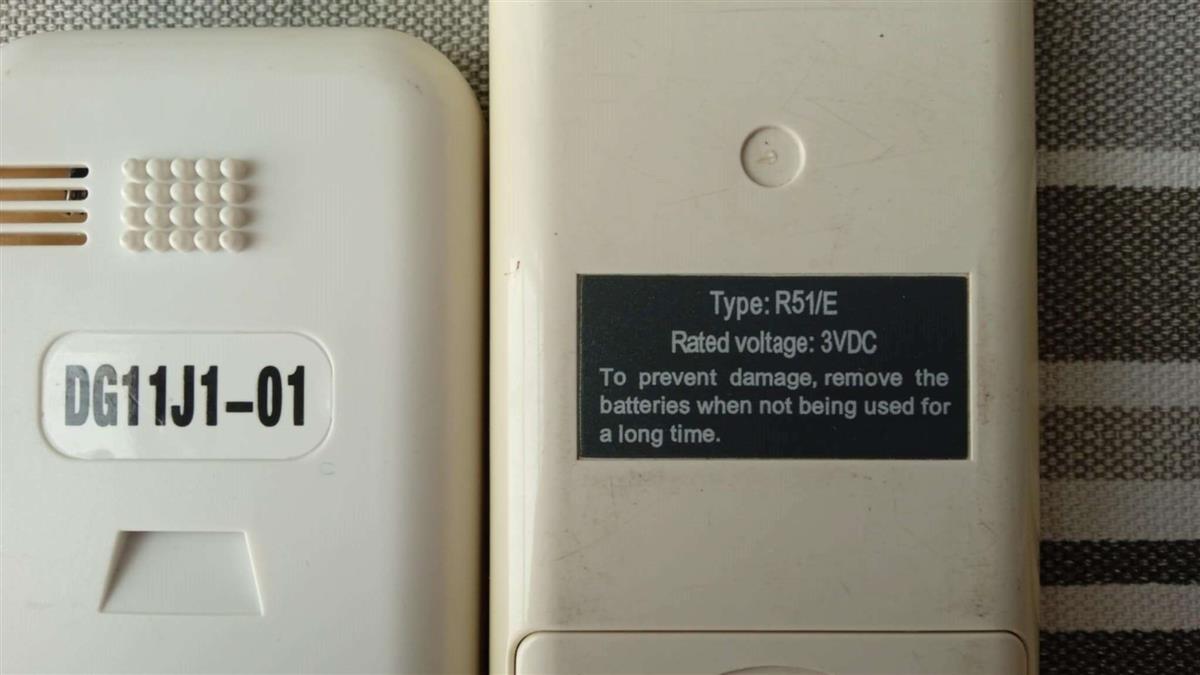 DG11J1-01
Type: R51/E
Rated voltage: 3VDC
To prevent damage, remove the
batteries when not being used for
a long time.